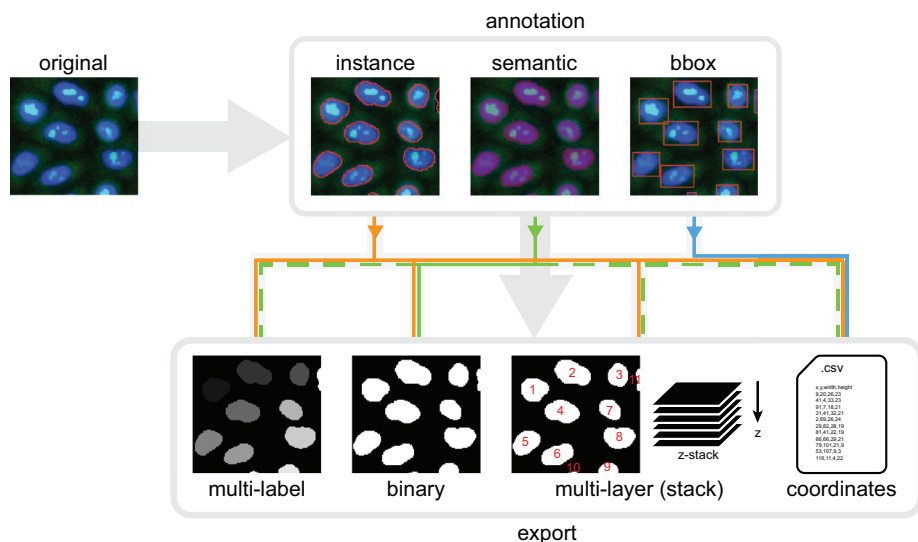 annotation
original
instance
semantic
bbox
1
2
3
11
4
7
5
6
8
10
9
z-stack
z
.csv
x,y,width,height
9,20,26,23
41,4,33,23
91,7,18,21
31,41,32,21
2,69,26,24
29,82,28,19
81,41,22,19
86,66,29,21
79,101,21,9
53,107,9,3
116,11,4,22
multi-label
binary
multi-layer (stack)
coordinates
export